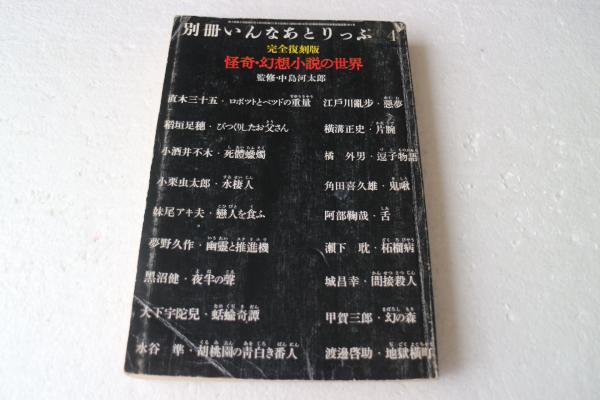 別冊いんなあとりっぷ 4
完全復刻版
怪奇・幻想小説の世界
監修・中島河太郎
直木三十五・ロボットとベッドの重量
江戸川亂歩・惡夢
稲垣足穂・びっくりしたお父さん
横溝正史・片腕
小酒井不木・死體蠟燭
橘 外男・逗子物語
小栗虫太郎・水棲人
角田喜久雄・鬼啾
妹尾アキ夫・戀人を食ふ
阿部鞠哉・舌
夢野久作・幽靈と推進機
瀬下 耽・柘榴病
黒沼健・夜半の聲
城昌幸・間接殺人
大下宇陀兒・蛞蝓奇譚
甲賀三郎・幻の森
水谷 準・胡桃園の青白き番人
渡邊啓助・地獄横町